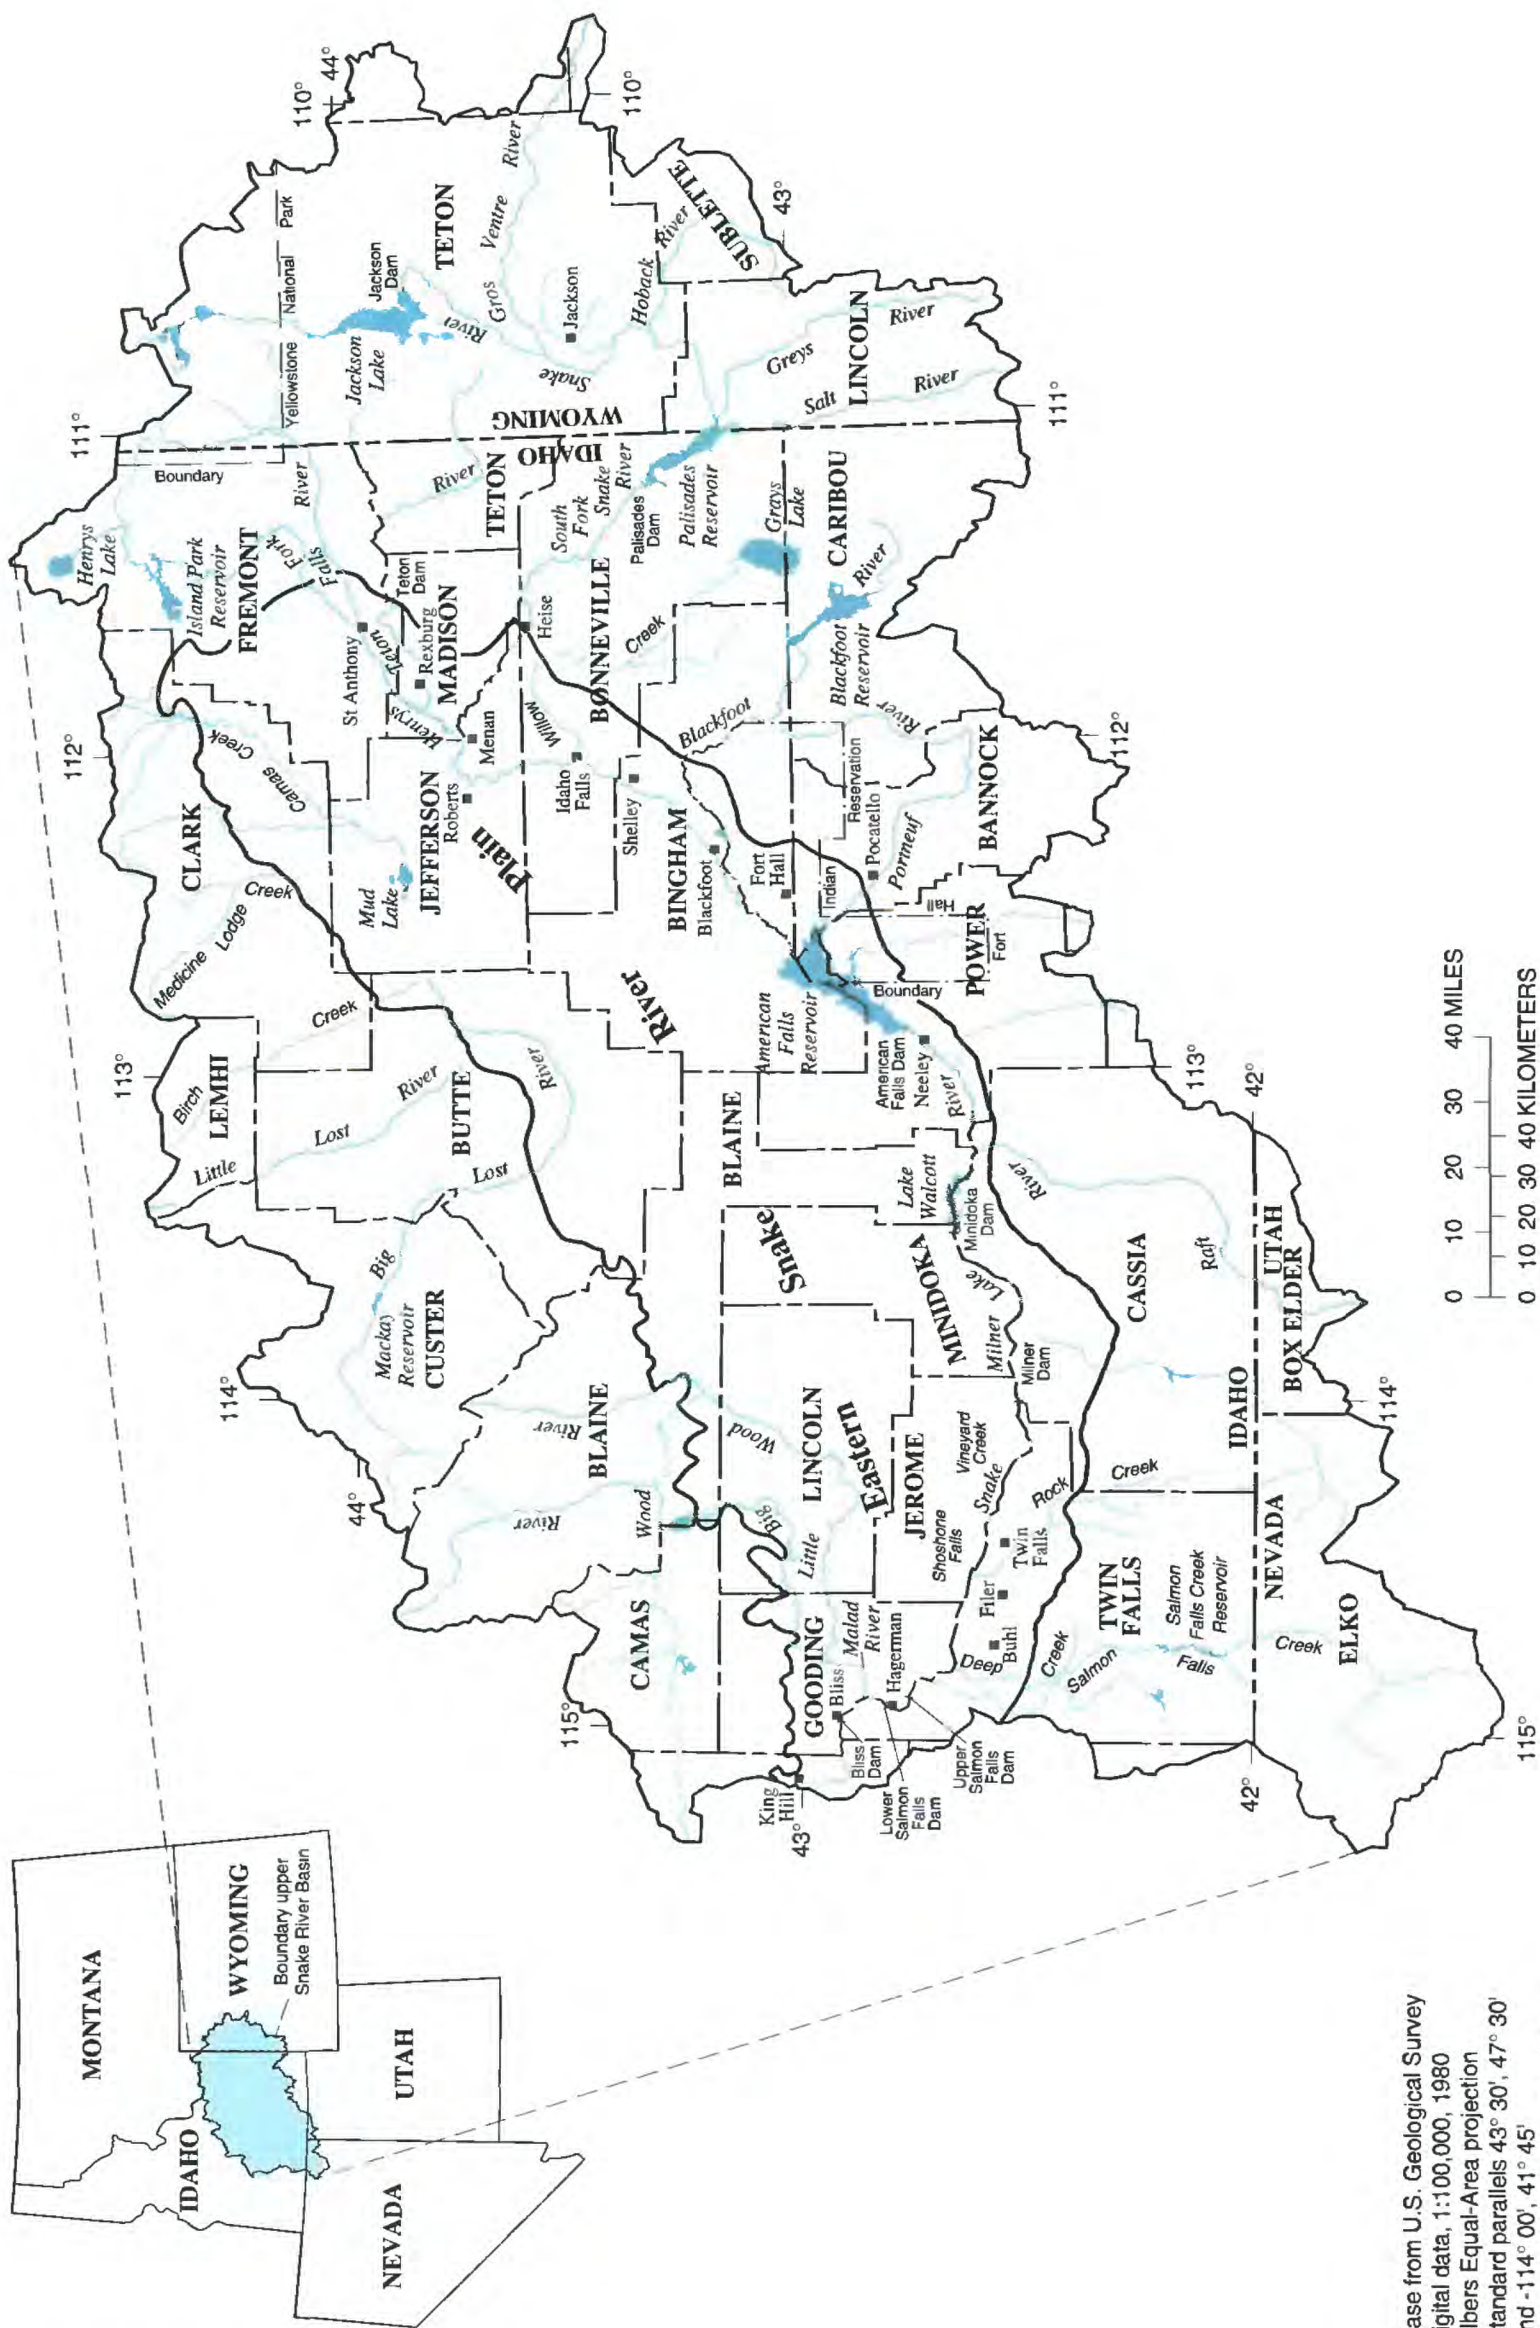 MONTANA
IDAHO
WYOMING
Boundary upper
Snake River Basin
NEVADA
UTAH
ase from U.S. Geological Survey
igital data, 1:100,000, 1980
lbers Equal-Area projection
tandard parallels 43° 30', 47° 30'
nd -114° 00', 41° 45'
115°
114°
44°
113°
112°
111°
110°
44°
110°
43°
111°
112°
113°
42°
114°
115°
42°
43°
Henrys
Lake
Island Park
Reservoir
FREMONT
Boundary
Yellowstone National Park
Fork
Falls
River
Jackson
Lake
Jackson
Dam
TETON
Gros Ventre River
Snake
River
Jackson
Hoback
River
SUBLETTE
WYOMING
IDAHO
TETON
River
Teton
Dam
Teton
St Anthony
Rexburg
MADISON
Henrys
Menan
Heise
South
Fork
Snake
River
Palisades
Dam
Palisades
Reservoir
Greys
River
LINCOLN
Salt
River
BONNEVILLE
Willow
Creek
Grays
Lake
CARIBOU
Blackfoot
Reservoir
River
Blackfoot
CLARK
Camas
Creek
Medicine
Lodge
Creek
Mud
Lake
JEFFERSON
Roberts
Idaho
Falls
Shelley
BINGHAM
Blackfoot
Fort
Hall
Indian
Reservation
Pocatello
Portneuf
River
BANNOCK
Hall
Fort
POWER
Boundary
American
Falls
Reservoir
American
Falls Dam
Neeley
River
Eastern
Snake
River
Plain
LEMHI
Birch
Creek
Little
Lost
River
BUTTE
Big
Lost
River
Mackay
Reservoir
CUSTER
BLAINE
BLAINE
Lake
Walcott
Minidoka
Dam
MINIDOKA
Milner
Lake
Milner
Dam
River
Raft
CASSIA
IDAHO
UTAH
BOX ELDER
River
River
Wood
Big
Wood
Little
LINCOLN
JEROME
Vineyard
Creek
Snake
Shoshone
Falls
Twin
Falls
Rock
Creek
Filer
Buhl
Deep
Creek
TWIN
FALLS
Salmon
Falls Creek
Reservoir
Salmon
Falls
Creek
NEVADA
ELKO
CAMAS
GOODING
Malad
River
Bliss
Hagerman
King
Hill
Bliss
Dam
Lower
Salmon
Falls
Dam
Upper
Salmon
Falls
Dam
0 10 20 30 40 MILES
0 10 20 30 40 KILOMETERS